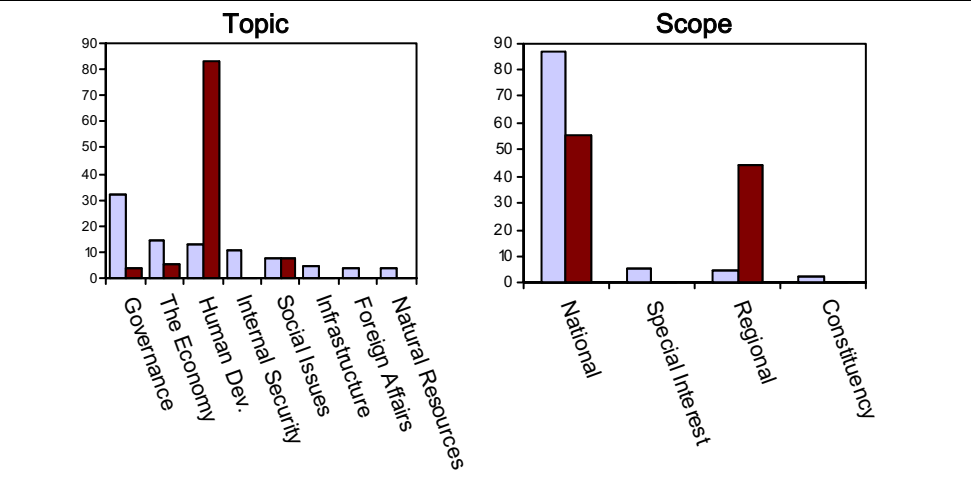 Topic
90
80
70
60
50
40
30
20
10
0
Governance
The Economy
Human Dev.
Internal Security
Social Issues
Infrastructure
Foreign Affairs
Natural Resources
Scope
90
80
70
60
50
40
30
20
10
0
National
Special Interest
Regional
Constituency